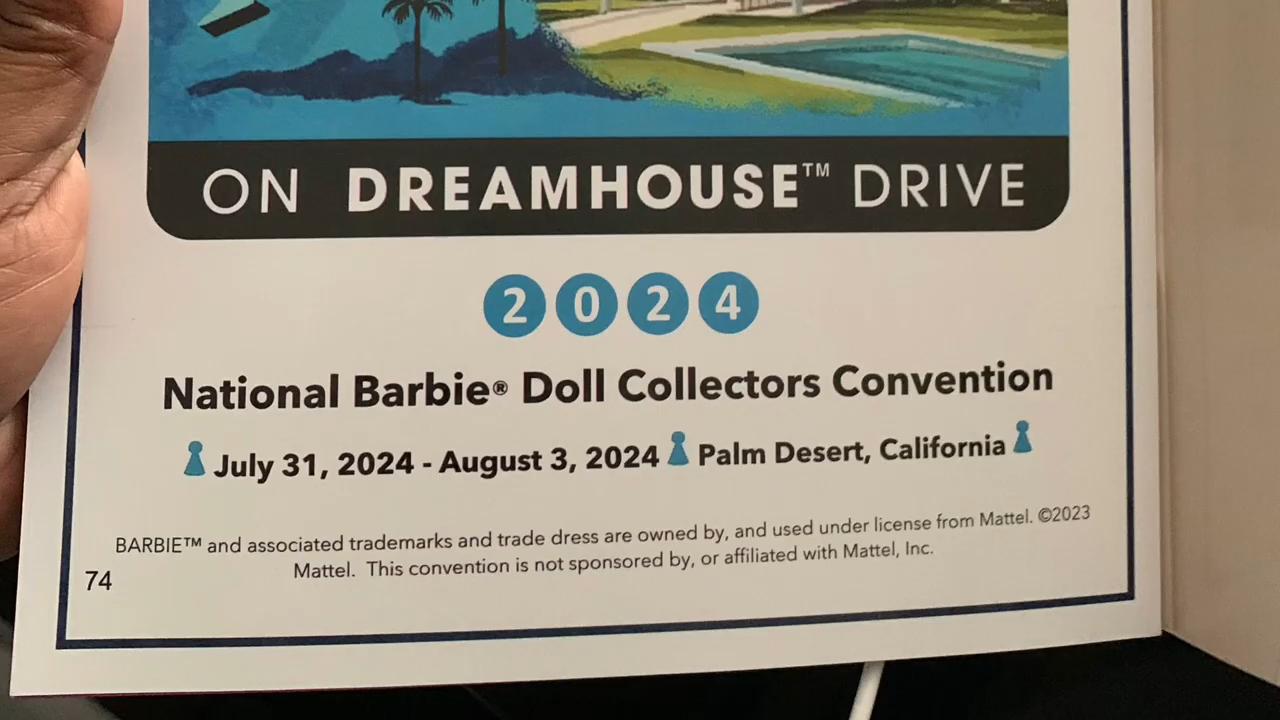 ON DREAMHOUSE™ DRIVE
2024
National Barbie® Doll Collectors Convention
July 31, 2024 - August 3, 2024 Palm Desert, California
BARBIE™ and associated trademarks and trade dress are owned by, and used under license from Mattel. ©2023
Mattel. This convention is not sponsored by, or affiliated with Mattel, Inc.
74